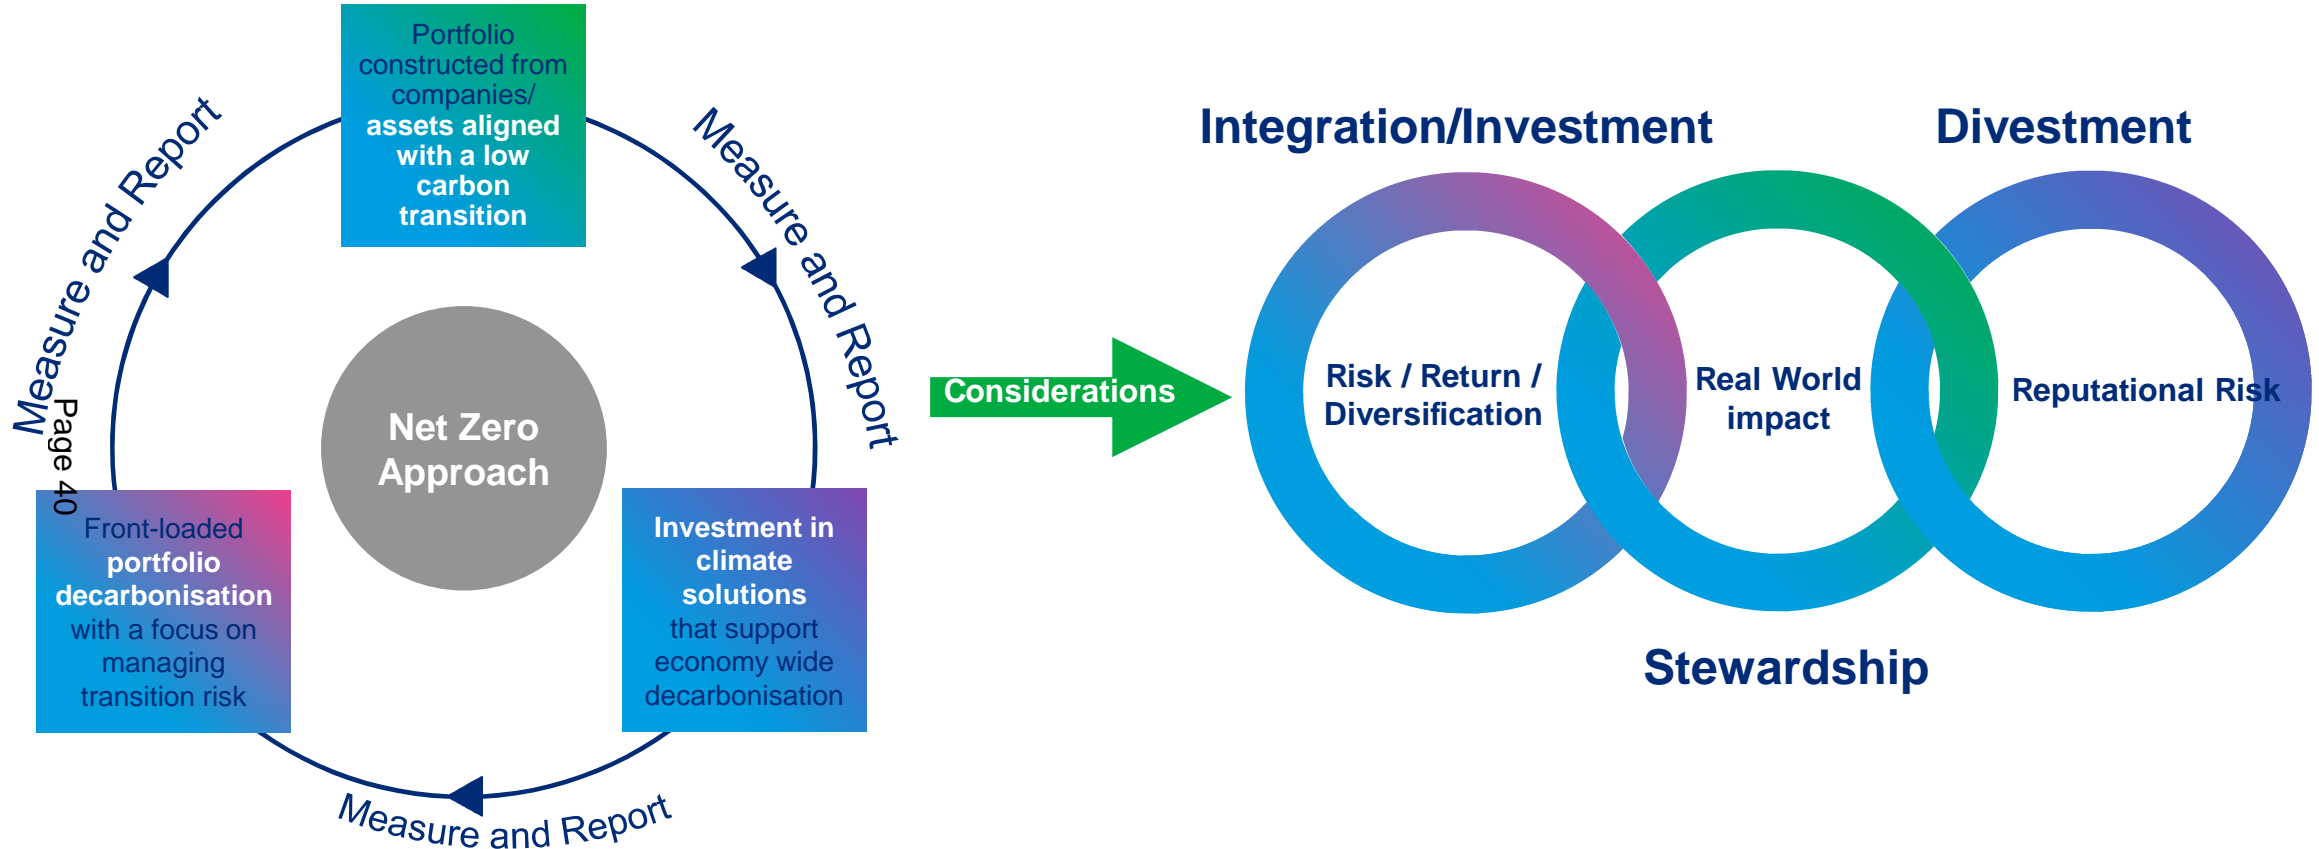 Portfolio
constructed from
companies/
assets aligned
with a low
carbon
transition
Measure and Report
Measure and Report
Page 40
Net Zero
Approach
Front-loaded
portfolio
decarbonisation
with a focus on
managing
transition risk
Investment in
climate
solutions
that support
economy wide
decarbonisation
Measure and Report
Considerations
Integration/Investment
Divestment
Risk / Return /
Diversification
Real World
impact
Reputational Risk
Stewardship